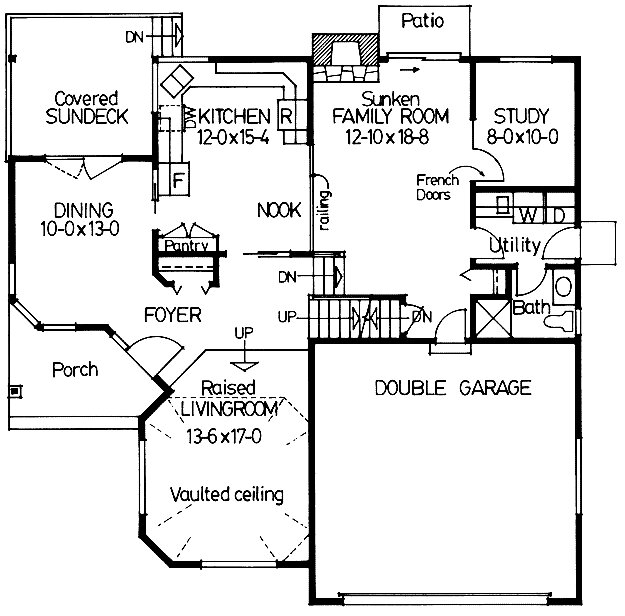 Patio
DN
Covered
SUNDECK
DW
KITCHEN
12-0x15-4
R
F
Sunken
FAMILY ROOM
12-10 x 18-8
STUDY
8-0x10-0
French
Doors
DINING
10-0x13-0
NOOK
railing
W
D
Pantry
Utility
DN
FOYER
UP
DN
Bath
UP
Porch
Raised
LIVINGROOM
13-6x17-0
Vaulted ceiling
DOUBLE GARAGE